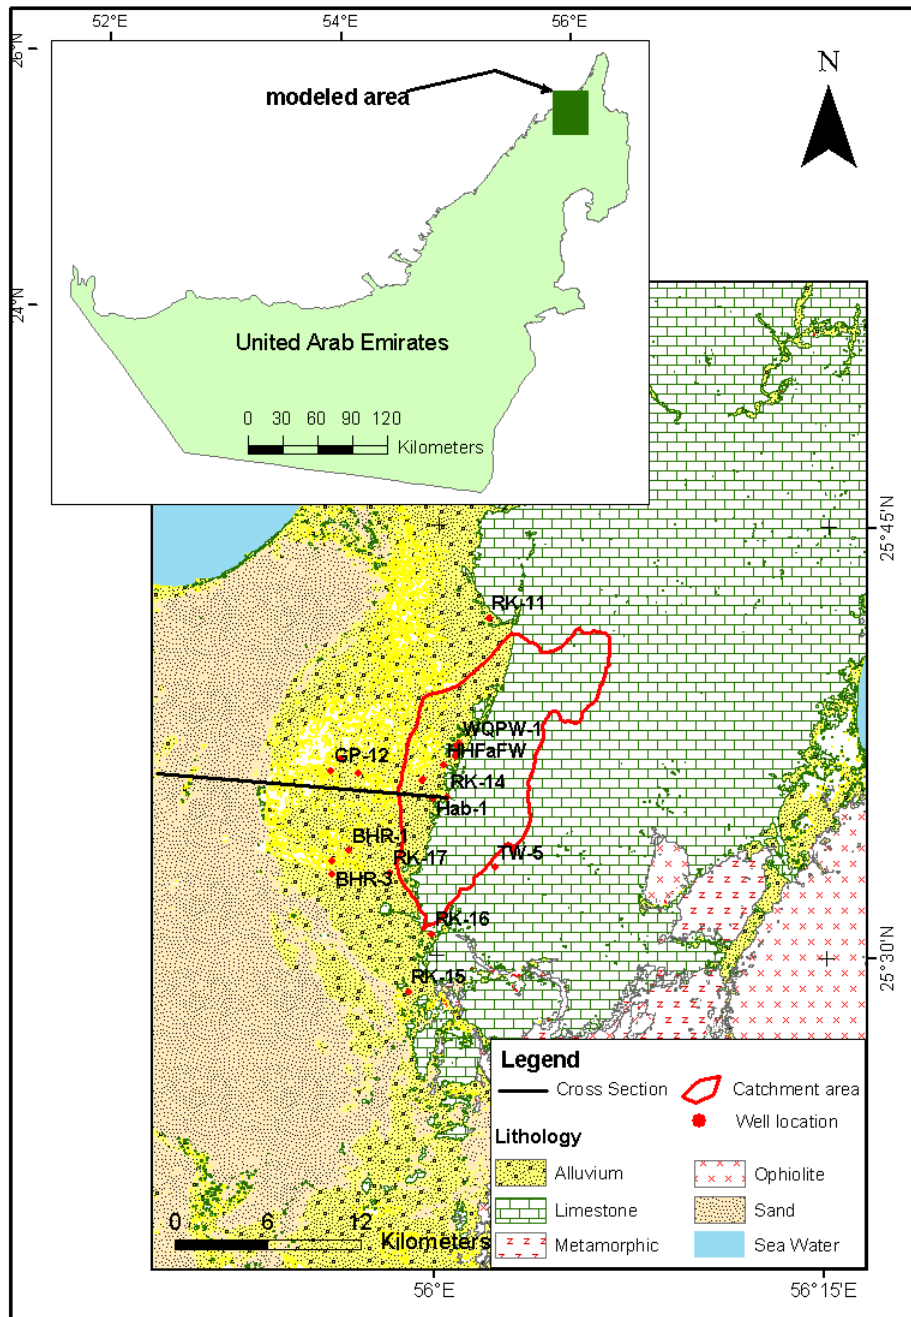 52°E 54°E 56°E
26°N
N
modeled area
24°N
United Arab Emirates
0 30 60 90 120
Kilometers
25°45'N
RK-11
WQPW-1
HHFaFW
GP-12
RK-14
Hab-1
BHR-1
RK-17
TW-5
BHR-3
RK-16
RK-15
25°30'N
Legend
Cross Section
Catchment area
Well location
Lithology
Alluvium
Ophiolite
Limestone
Sand
Metamorphic
Sea Water
0 6 12
Kilometers
56°E 56°15'E